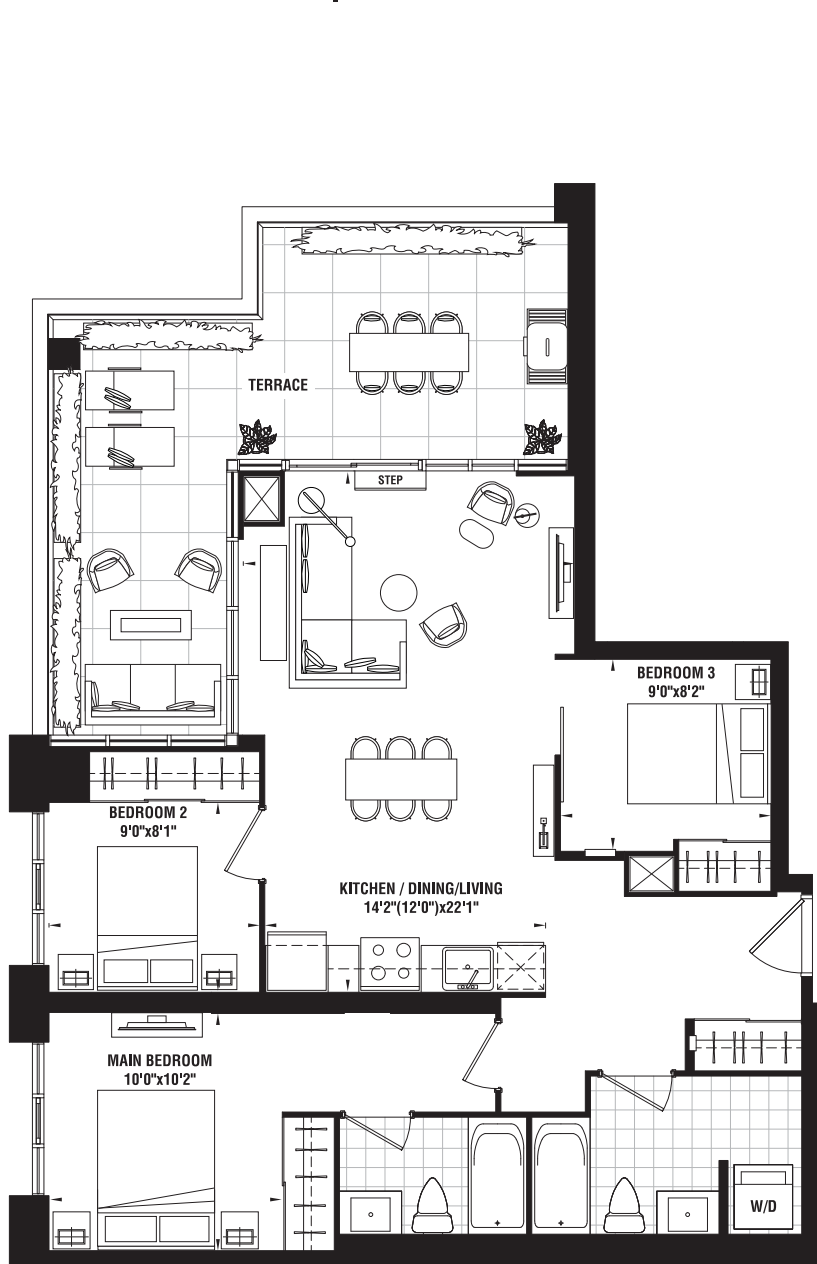 TERRACE
STEP
BEDROOM 3
9'0"x8'2"
BEDROOM 2
9'0"x8'1"
KITCHEN / DINING/LIVING
14'2"(12'0")x22'1"
MAIN BEDROOM
10'0"x10'2"
W/D